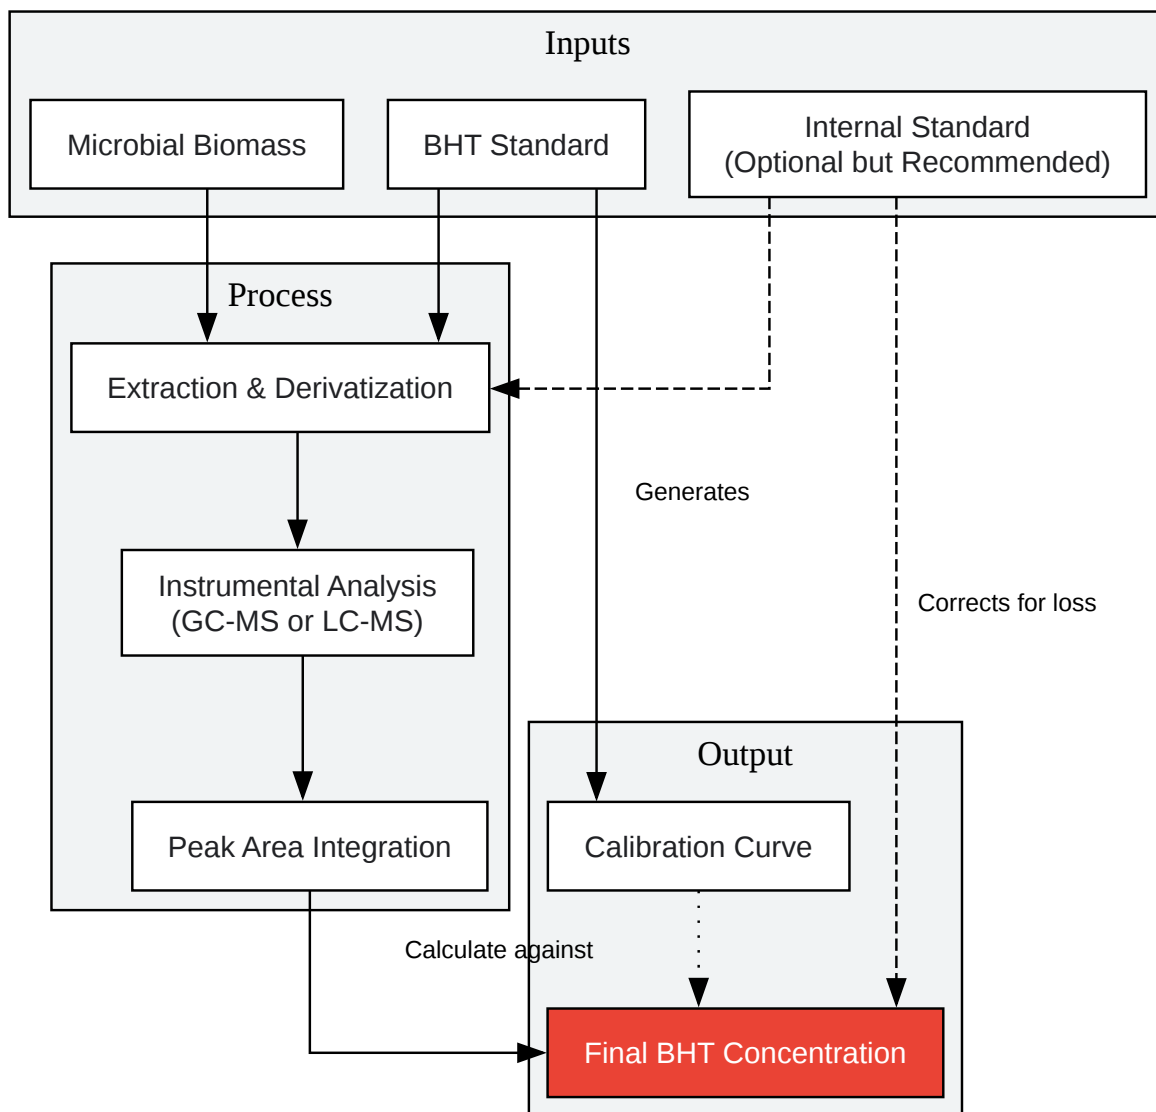 Inputs
Microbial Biomass
BHT Standard
Internal Standard
(Optional but Recommended)
Process
Extraction & Derivatization
Generates
Instrumental Analysis
(GC-MS or LC-MS)
Corrects for loss
Output
Peak Area Integration
Calibration Curve
Calculate against
Final BHT Concentration